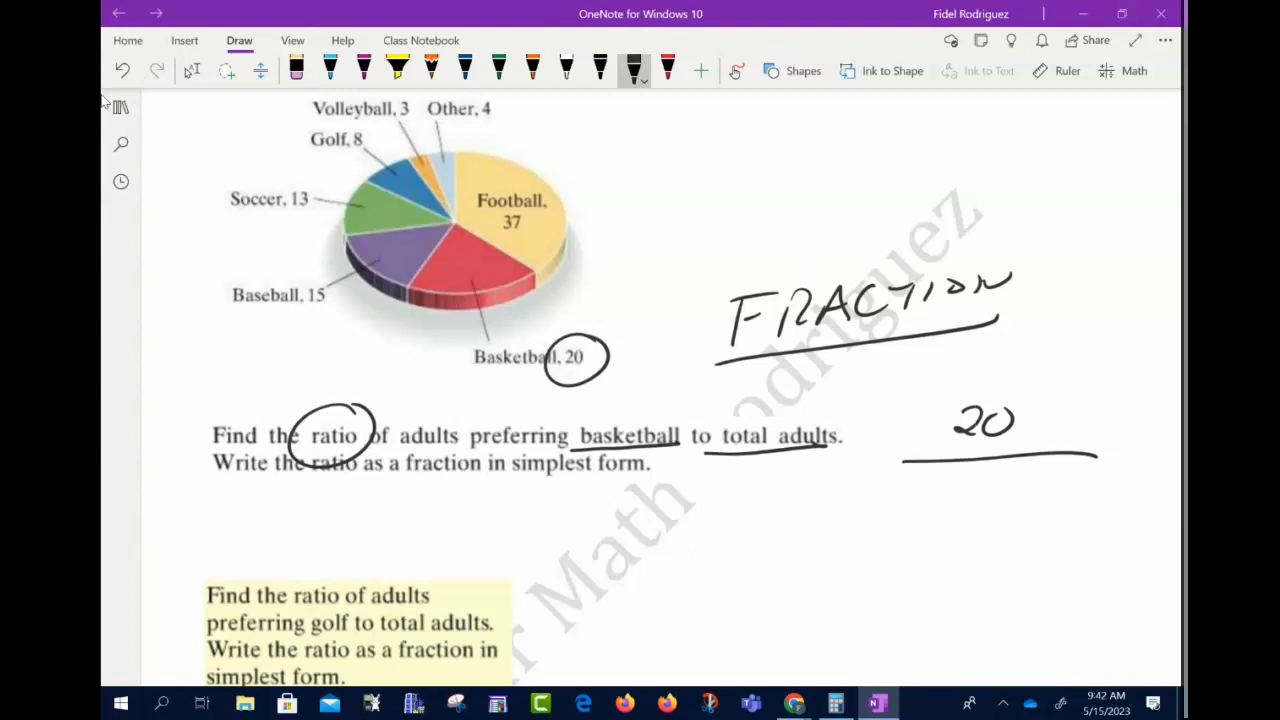 OneNote for Windows 10
Fidel Rodriguez
Home Insert Draw View Help Class Notebook
Share
Shapes Ink to Shape Ink to Text Ruler Math
Volleyball, 3 Other, 4
Golf, 8
Soccer, 13
Football,
37
Baseball, 15
Basketball, 20
FRACTION
Find the ratio of adults preferring basketball to total adults.
Write the ratio as a fraction in simplest form.
20
Find the ratio of adults
preferring golf to total adults.
Write the ratio as a fraction in
simplest form.
Math
odriguez
9:42 AM
5/15/2023